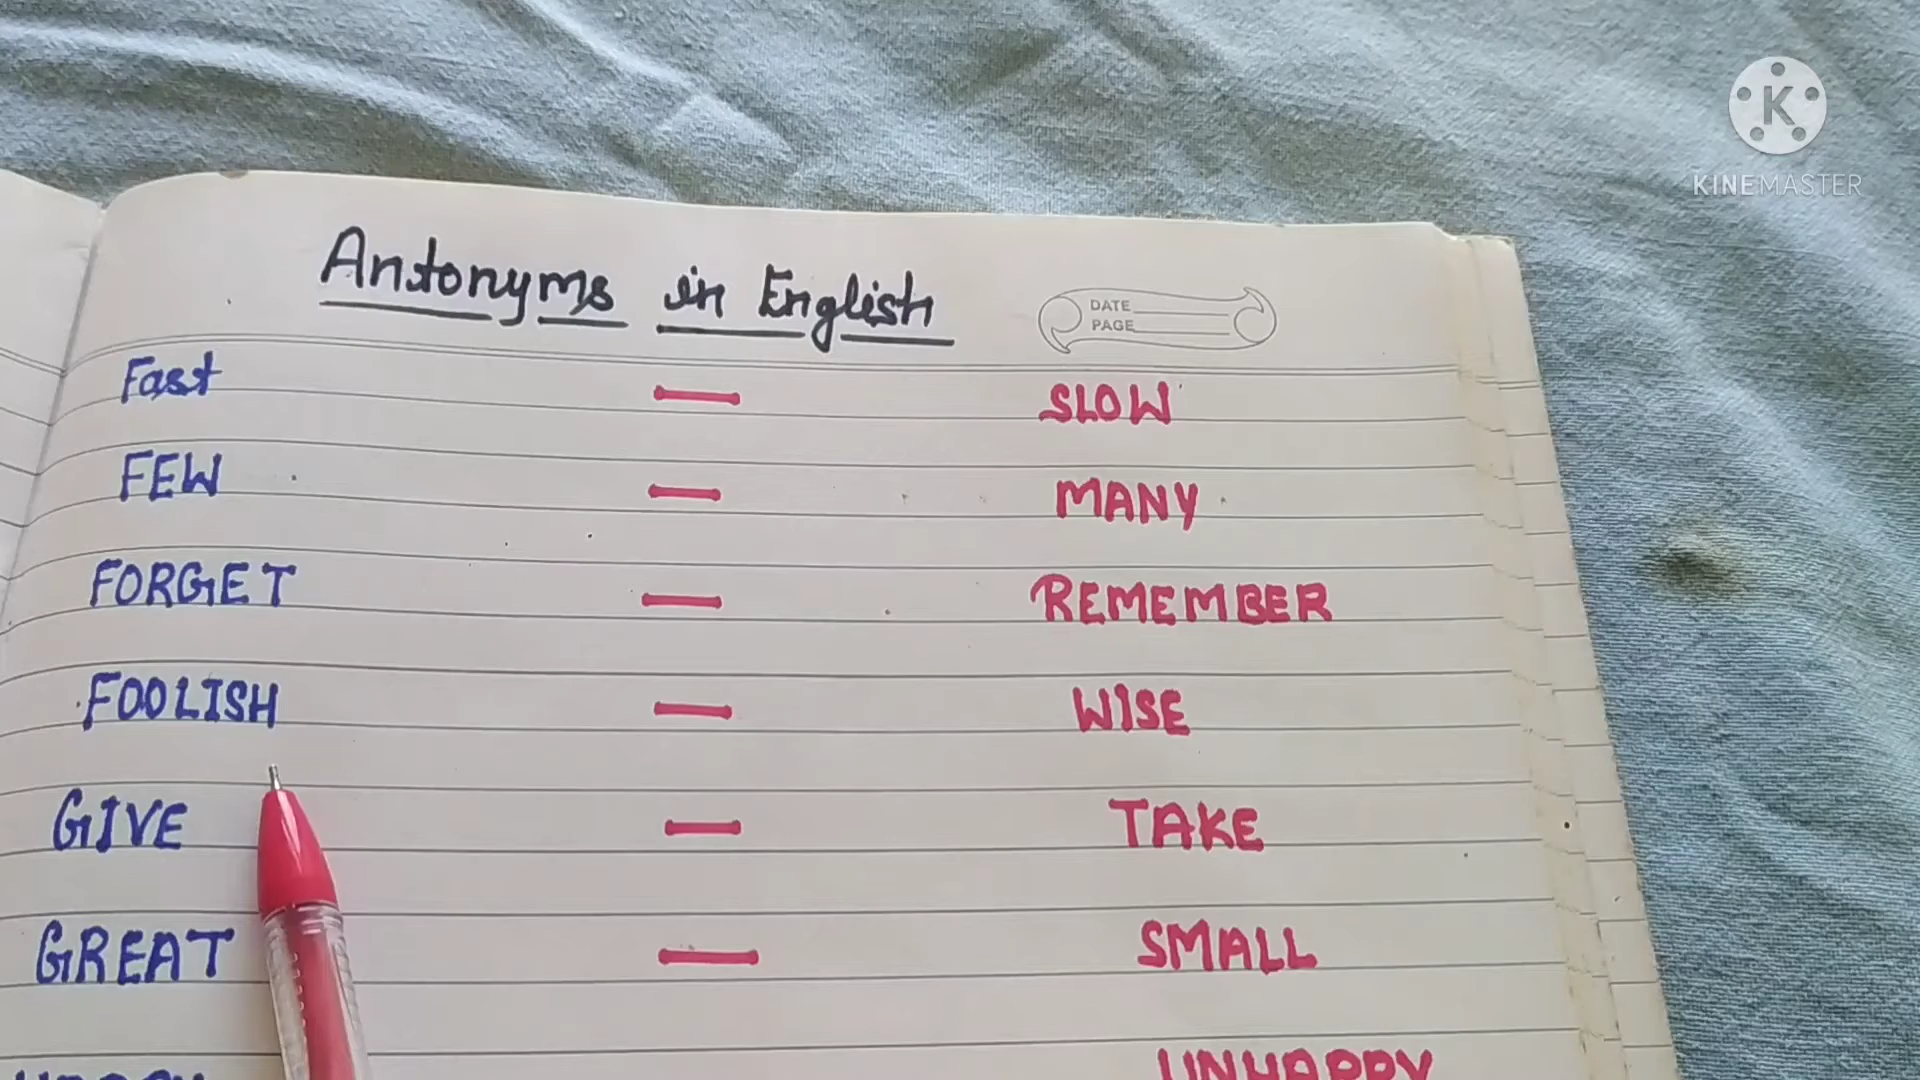 K
KINEMASTER
Antonyms in English
DATE
PAGE
Fast — SLOW
FEW — MANY
FORGET — REMEMBER
FOOLISH — WISE
GIVE — TAKE
GREAT — SMALL
HAPPY UNHAPPY